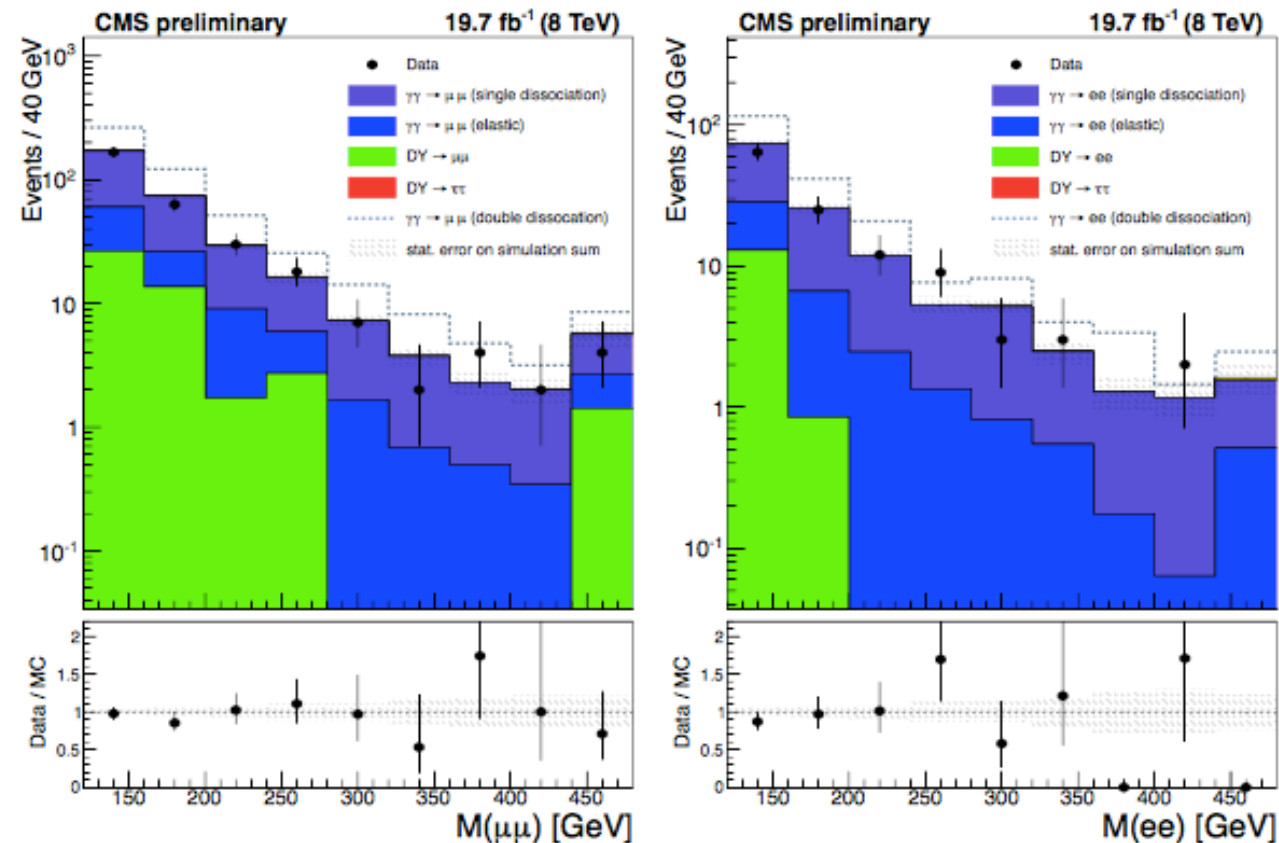 CMS preliminary 19.7 fb⁻¹ (8 TeV)
Events / 40 GeV
10³
10²
10
1
10⁻¹
Data
γγ → μ μ (single dissociation)
γγ → μ μ (elastic)
DY → μμ
DY → ττ
γγ → μ μ (double dissocation)
stat. error on simulation sum
Data / MC
2
1.5
1
0.5
0
150 200 250 300 350 400 450
M(μμ) [GeV]
CMS preliminary 19.7 fb⁻¹ (8 TeV)
Events / 40 GeV
10²
10
1
10⁻¹
Data
γγ → ee (single dissociation)
γγ → ee (elastic)
DY → ee
DY → ττ
γγ → ee (double dissocation)
stat. error on simulation sum
Data / MC
2
1.5
1
0.5
0
150 200 250 300 350 400 450
M(ee) [GeV]